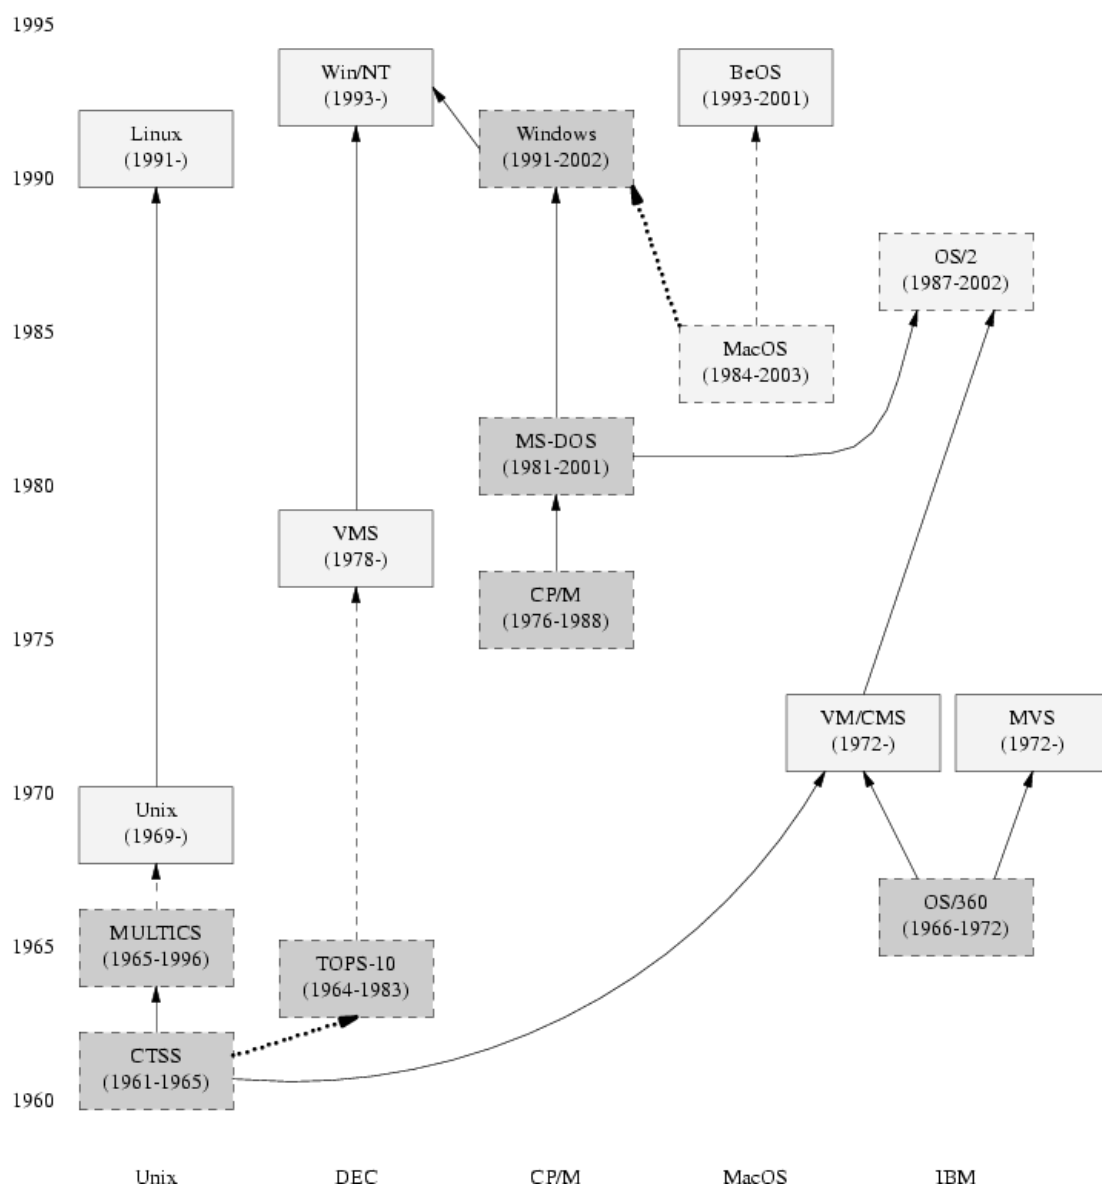 1995
Win/NT
(1993-)
BeOS
(1993-2001)
Linux
(1991-)
Windows
(1991-2002)
1990
OS/2
(1987-2002)
1985
MacOS
(1984-2003)
MS-DOS
(1981-2001)
1980
VMS
(1978-)
CP/M
(1976-1988)
1975
VM/CMS
(1972-)
MVS
(1972-)
1970
Unix
(1969-)
OS/360
(1966-1972)
MULTICS
(1965-1996)
1965
TOPS-10
(1964-1983)
CTSS
(1961-1965)
1960
Unix
DEC
CP/M
MacOS
IBM